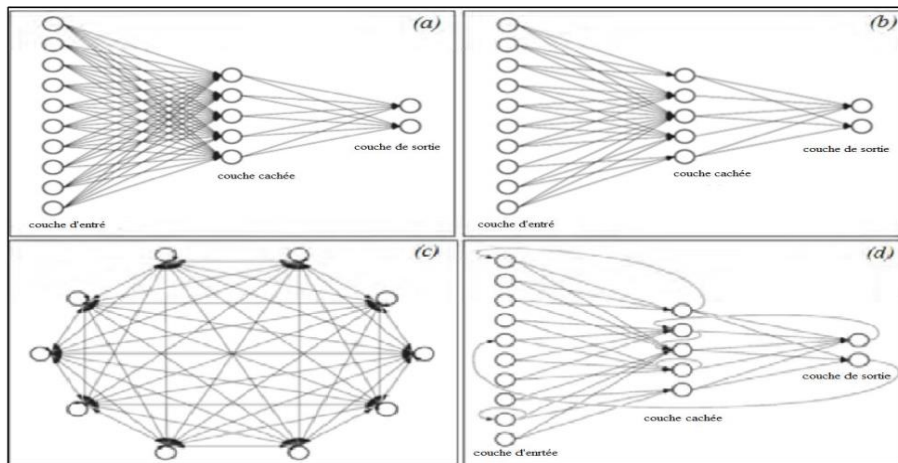 (a)
couche de sortie
couche cachée
couche d'entré
(b)
couche de sortie
couche cachée
couche d'entré
(c)
(d)
couche de sortie
couche cachée
couche d'enrtée